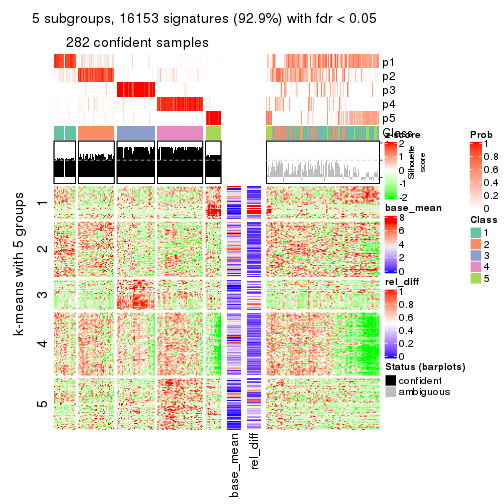 5 subgroups, 16153 signatures (92.9%) with fdr < 0.05
282 confident samples
p1
p2
p3
p4
p5
Class
Silhouette
score
k-means with 5 groups
1
2
3
4
5
base_mean
rel_diff
z-score
2
1
0
-1
-2
base_mean
8
6
4
2
0
rel_diff
1
0.8
0.6
0.4
0.2
0
Status (barplots)
confident
ambiguous
Prob
1
0.8
0.6
0.4
0.2
0
Class
1
2
3
4
5